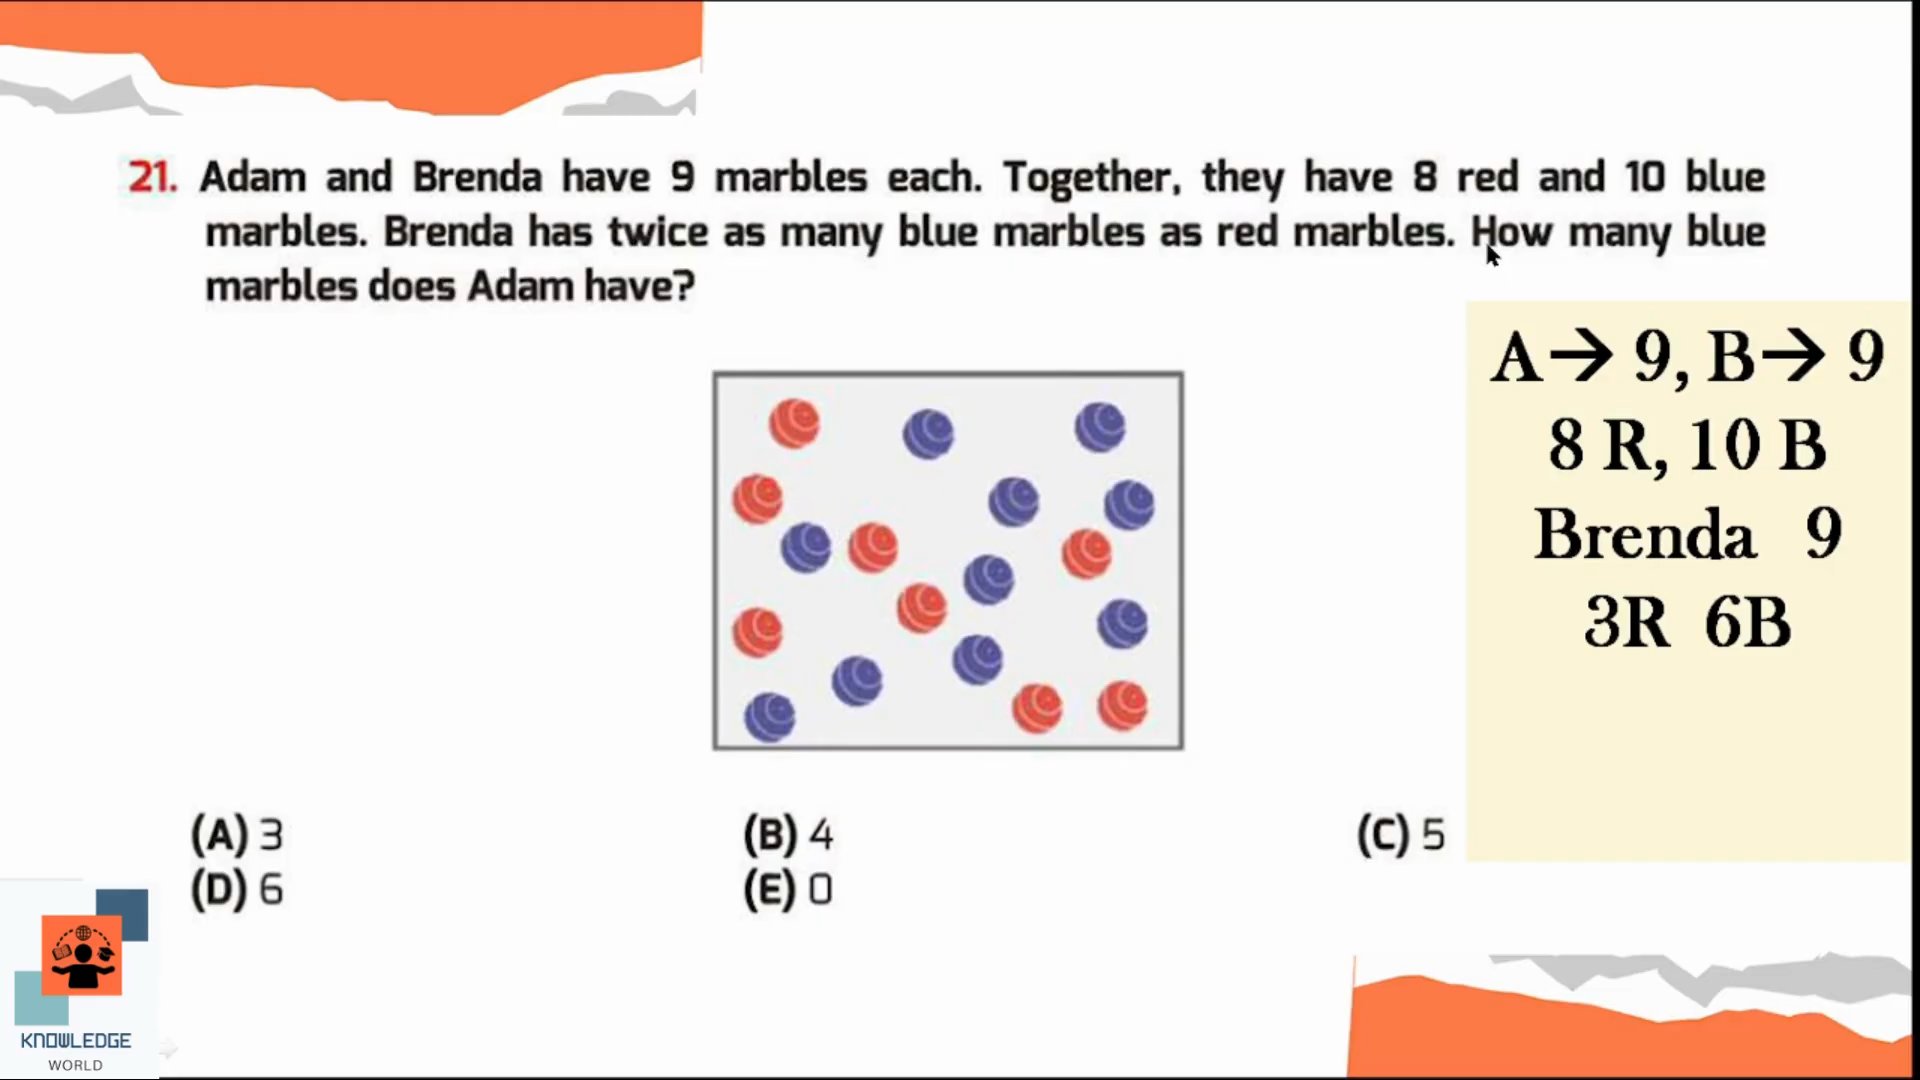 21. Adam and Brenda have 9 marbles each. Together, they have 8 red and 10 blue
marbles. Brenda has twice as many blue marbles as red marbles. How many blue
marbles does Adam have?
A→ 9, B→ 9
8 R, 10 B
Brenda 9
3R 6B
(A) 3
(B) 4
(C) 5
(D) 6
(E) 0
KNOWLEDGE
WORLD